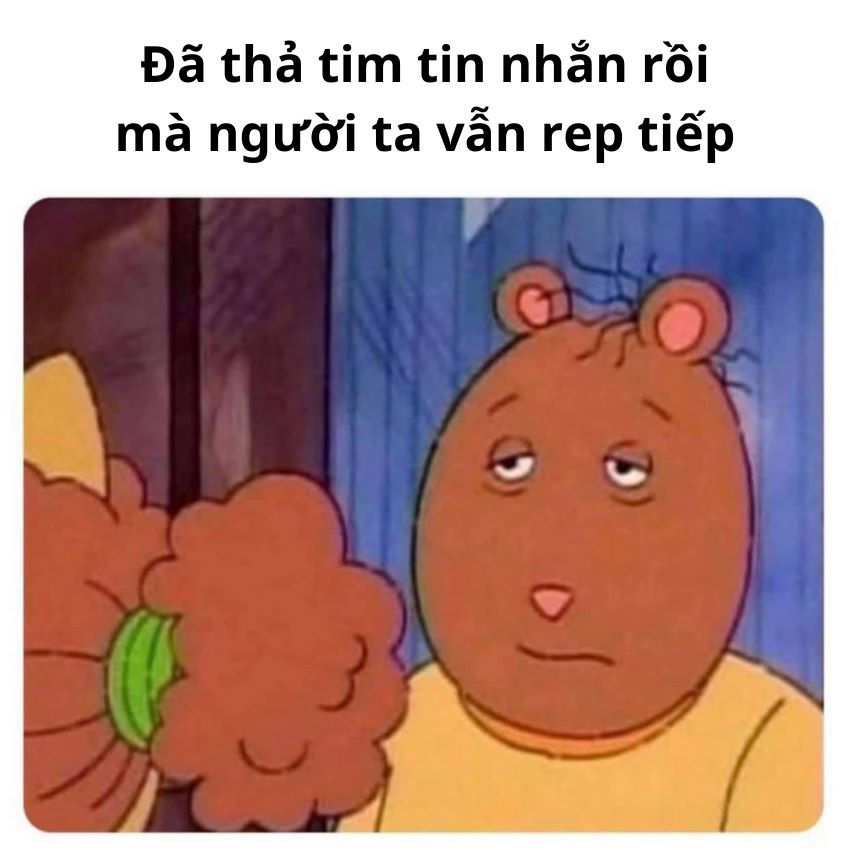 Đã thả tim tin nhắn rồi
mà người ta vẫn rep tiếp